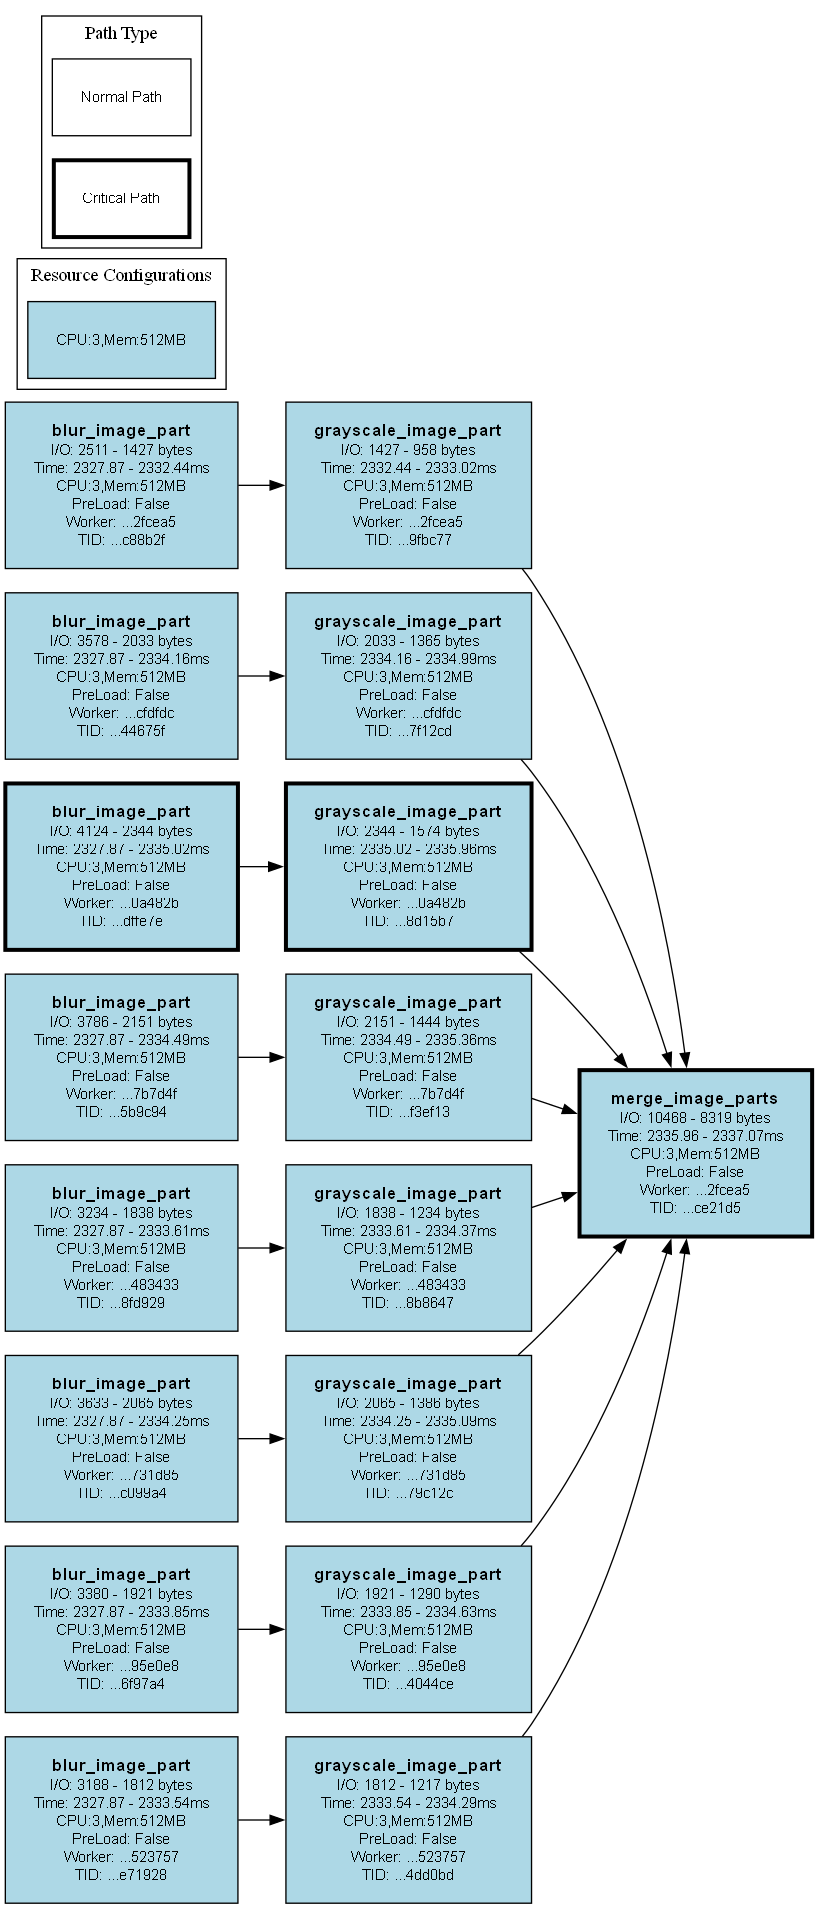 Path Type
Normal Path
Critical Path
Resource Configurations
CPU:3,Mem:512MB
blur_image_part
I/O: 2511 - 1427 bytes
Time: 2327.87 - 2332.44ms
CPU:3,Mem:512MB
PreLoad: False
Worker: ...2fcea5
TID: ...c88b2f
grayscale_image_part
I/O: 1427 - 958 bytes
Time: 2332.44 - 2333.02ms
CPU:3,Mem:512MB
PreLoad: False
Worker: ...2fcea5
TID: ...9fbc77
blur_image_part
I/O: 3578 - 2033 bytes
Time: 2327.87 - 2334.16ms
CPU:3,Mem:512MB
PreLoad: False
Worker: ...cfdfdc
TID: ...44675f
grayscale_image_part
I/O: 2033 - 1365 bytes
Time: 2334.16 - 2334.99ms
CPU:3,Mem:512MB
PreLoad: False
Worker: ...cfdfdc
TID: ...7f12cd
blur_image_part
I/O: 4124 - 2344 bytes
Time: 2327.87 - 2335.02ms
CPU:3,Mem:512MB
PreLoad: False
Worker: ...0a482b
TID: ...dffe7e
grayscale_image_part
I/O: 2344 - 1574 bytes
Time: 2335.02 - 2335.96ms
CPU:3,Mem:512MB
PreLoad: False
Worker: ...0a482b
TID: ...8d15b7
blur_image_part
I/O: 3786 - 2151 bytes
Time: 2327.87 - 2334.49ms
CPU:3,Mem:512MB
PreLoad: False
Worker: ...7b7d4f
TID: ...5b9c94
grayscale_image_part
I/O: 2151 - 1444 bytes
Time: 2334.49 - 2335.36ms
CPU:3,Mem:512MB
PreLoad: False
Worker: ...7b7d4f
TID: ...f3ef13
merge_image_parts
I/O: 10468 - 8319 bytes
Time: 2335.96 - 2337.07ms
CPU:3,Mem:512MB
PreLoad: False
Worker: ...2fcea5
TID: ...ce21d5
blur_image_part
I/O: 3234 - 1838 bytes
Time: 2327.87 - 2333.61ms
CPU:3,Mem:512MB
PreLoad: False
Worker: ...483433
TID: ...8fd929
grayscale_image_part
I/O: 1838 - 1234 bytes
Time: 2333.61 - 2334.37ms
CPU:3,Mem:512MB
PreLoad: False
Worker: ...483433
TID: ...8b8647
blur_image_part
I/O: 3633 - 2065 bytes
Time: 2327.87 - 2334.25ms
CPU:3,Mem:512MB
PreLoad: False
Worker: ...731d85
TID: ...c099a4
grayscale_image_part
I/O: 2065 - 1386 bytes
Time: 2334.25 - 2335.09ms
CPU:3,Mem:512MB
PreLoad: False
Worker: ...731d85
TID: ...79c12c
blur_image_part
I/O: 3380 - 1921 bytes
Time: 2327.87 - 2333.85ms
CPU:3,Mem:512MB
PreLoad: False
Worker: ...95e0e8
TID: ...6f97a4
grayscale_image_part
I/O: 1921 - 1290 bytes
Time: 2333.85 - 2334.63ms
CPU:3,Mem:512MB
PreLoad: False
Worker: ...95e0e8
TID: ...4044ce
blur_image_part
I/O: 3188 - 1812 bytes
Time: 2327.87 - 2333.54ms
CPU:3,Mem:512MB
PreLoad: False
Worker: ...523757
TID: ...e71928
grayscale_image_part
I/O: 1812 - 1217 bytes
Time: 2333.54 - 2334.29ms
CPU:3,Mem:512MB
PreLoad: False
Worker: ...523757
TID: ...4dd0bd